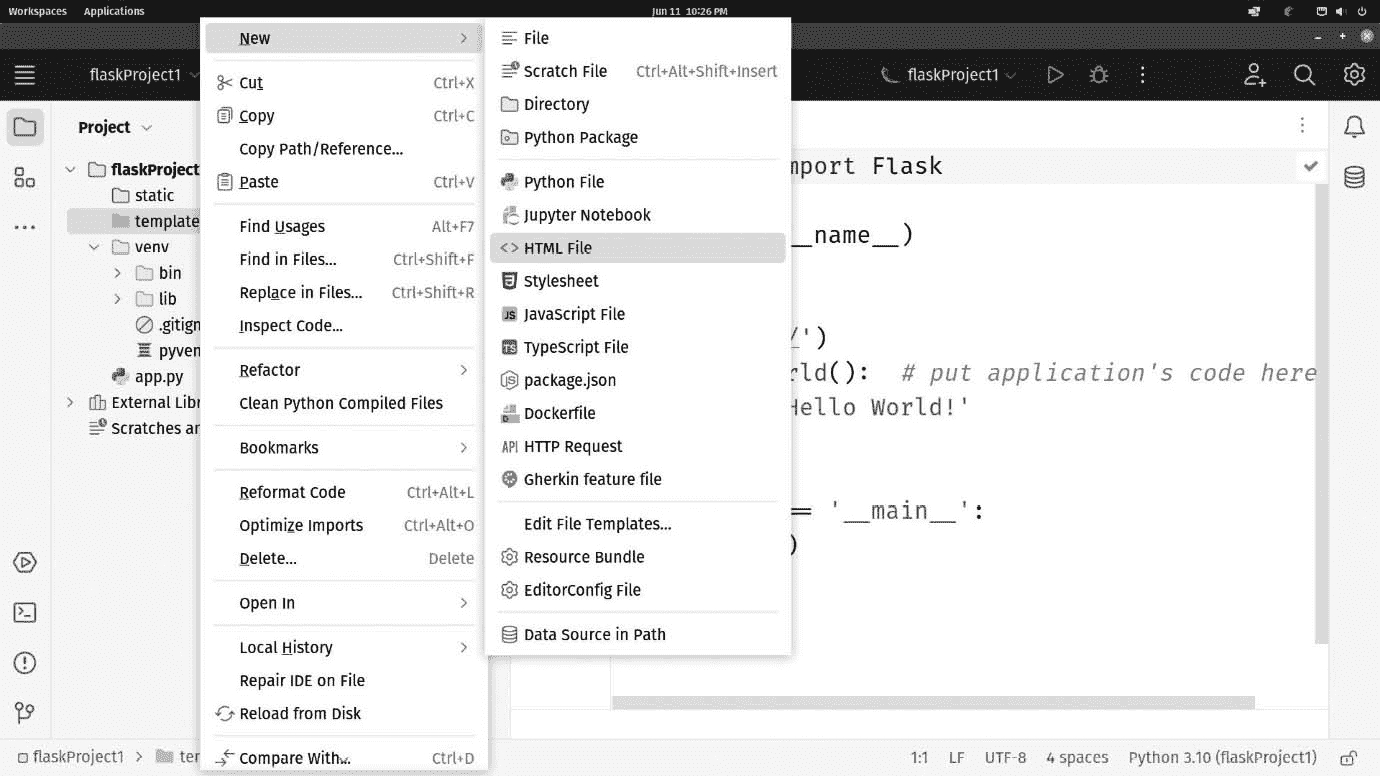 Workspaces Applications Jun 11 10:26 PM
flaskProject1 flaskProject1
Project
flaskProject
static
template
venv
bin
lib
.gitign
pyven
app.py
External Libr
Scratches an
New
Cut Ctrl+X
Copy Ctrl+C
Copy Path/Reference...
Paste Ctrl+V
Find Usages Alt+F7
Find in Files... Ctrl+Shift+F
Replace in Files... Ctrl+Shift+R
Inspect Code...
Refactor
Clean Python Compiled Files
Bookmarks
Reformat Code Ctrl+Alt+L
Optimize Imports Ctrl+Alt+O
Delete... Delete
Open In
Local History
Repair IDE on File
Reload from Disk
Compare With... Ctrl+D
File
Scratch File Ctrl+Alt+Shift+Insert
Directory
Python Package
Python File
Jupyter Notebook
HTML File
Stylesheet
JS JavaScript File
TS TypeScript File
package.json
Dockerfile
API HTTP Request
Gherkin feature file
Edit File Templates...
Resource Bundle
EditorConfig File
Data Source in Path
mport Flask
__name__)
/')
rld(): # put application's code here
Hello World!'
== '__main__':
)
flaskProject1 > tem 1:1 LF UTF-8 4 spaces Python 3.10 (flaskProject1)